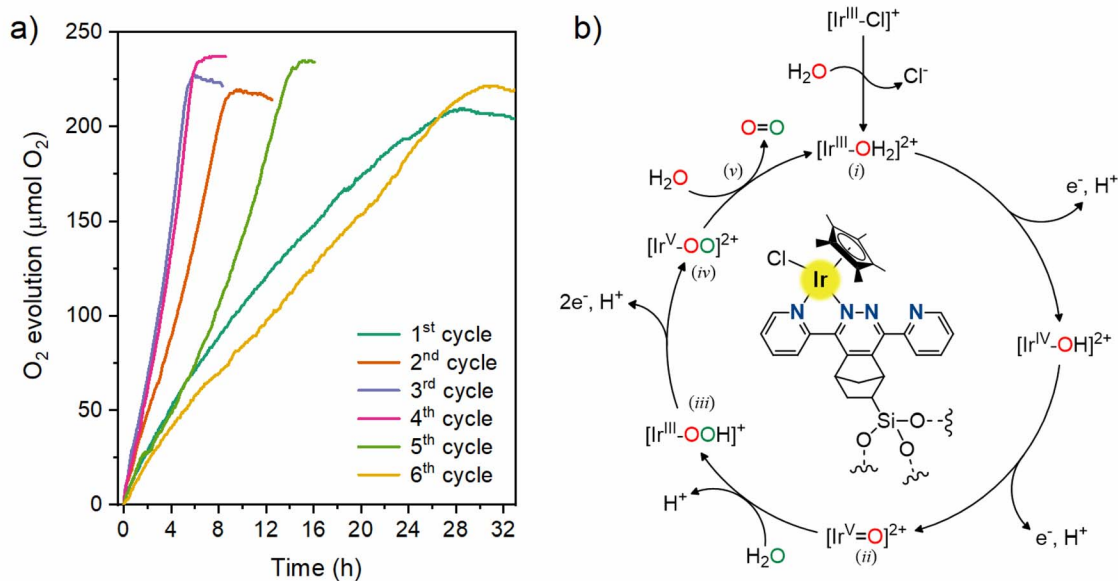 a)
O₂ evolution (μmol O₂)
250
200
150
100
50
0
1ˢᵗ cycle
2ⁿᵈ cycle
3ʳᵈ cycle
4ᵗʰ cycle
5ᵗʰ cycle
6ᵗʰ cycle
0 4 8 12 16 20 24 28 32
Time (h)
b)
[Irᴵᴵᴵ-Cl]⁺
H₂O
Cl⁻
O=O
[Irᴵᴵᴵ-OH₂]²⁺
(v)
(i)
H₂O
e⁻, H⁺
[Irⱽ-OO]²⁺
(iv)
Cl
Ir
2e⁻, H⁺
N N N N
[Irᴵⱽ-OH]²⁺
(iii)
[Irᴵᴵᴵ-OOH]⁺
Si O
O O
H⁺
[Irⱽ=O]²⁺
(ii)
e⁻, H⁺
H₂O